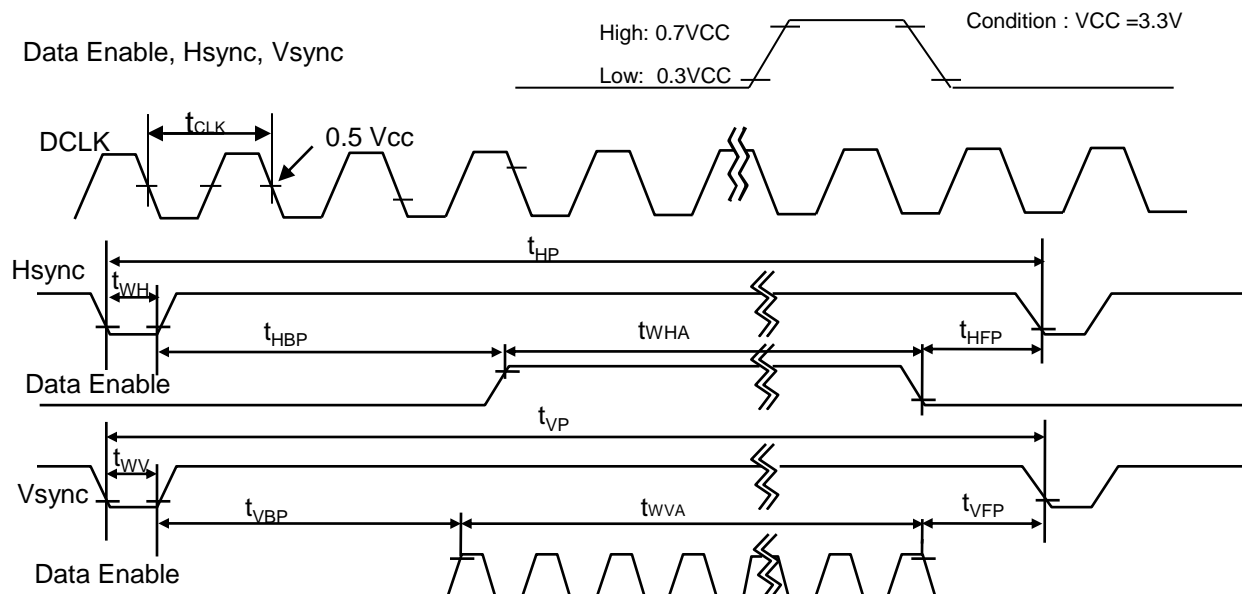 Condition : VCC =3.3V
High: 0.7VCC
Data Enable, Hsync, Vsync
Low: 0.3VCC
tCLK
DCLK
0.5 Vcc
tHP
Hsync
tWH
tHBP
tWHA
tHFP
Data Enable
tVP
tWV
Vsync
tVBP
tWVA
tVFP
Data Enable